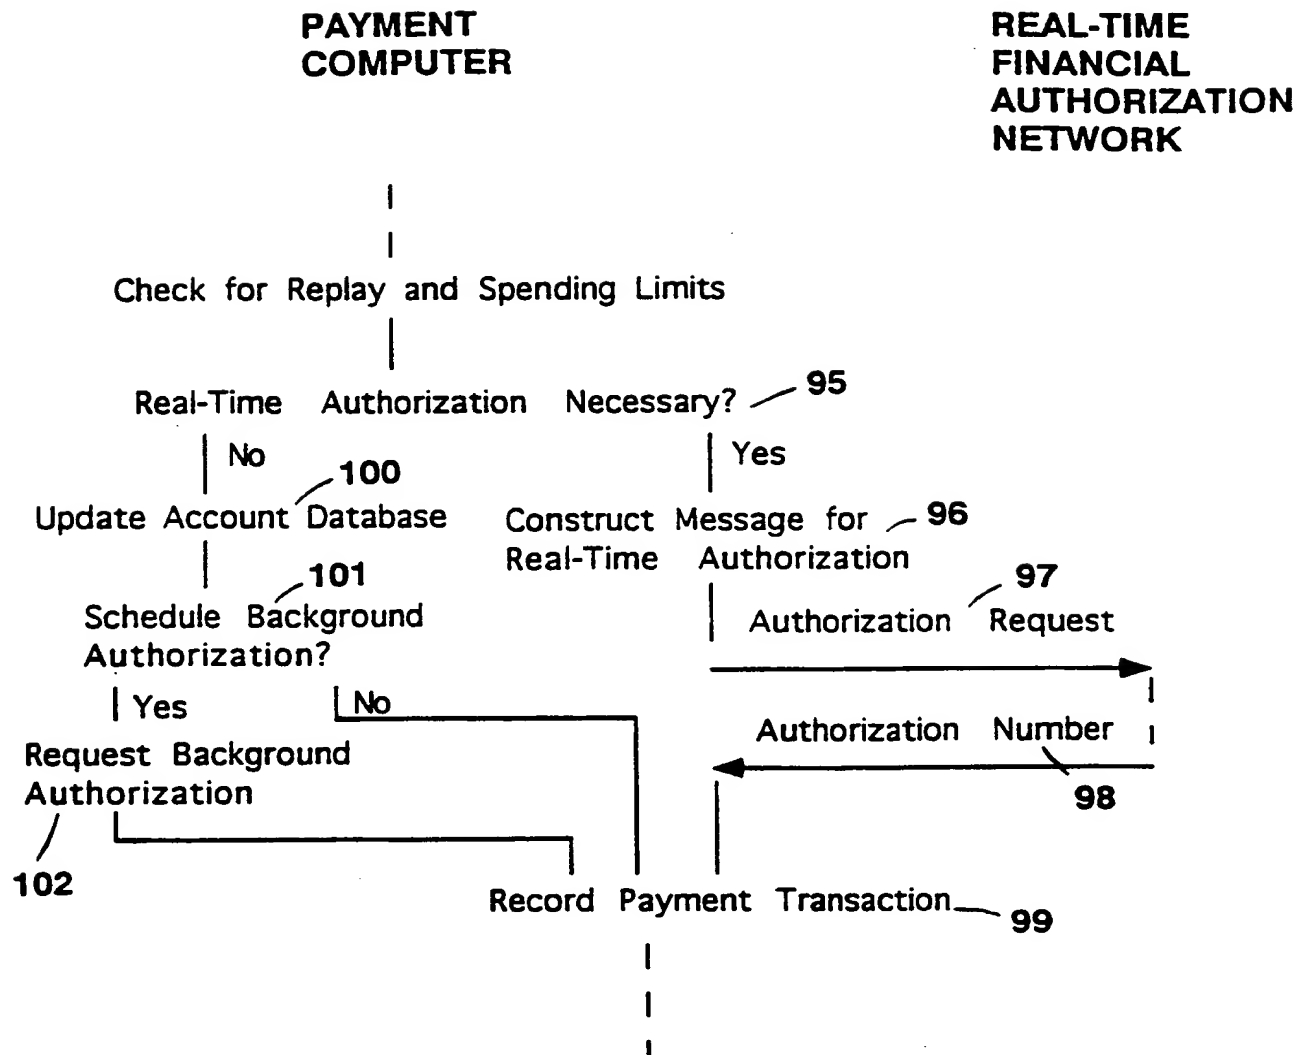 PAYMENT
COMPUTER
REAL-TIME
FINANCIAL
AUTHORIZATION
NETWORK
Check for Replay and Spending Limits
Real-Time Authorization Necessary?
95
No
Yes
100
Update Account Database
Construct Message for
Real-Time Authorization
96
101
Schedule Background
Authorization?
97
Authorization Request
Yes
No
Authorization Number
98
Request Background
Authorization
102
Record Payment Transaction
99